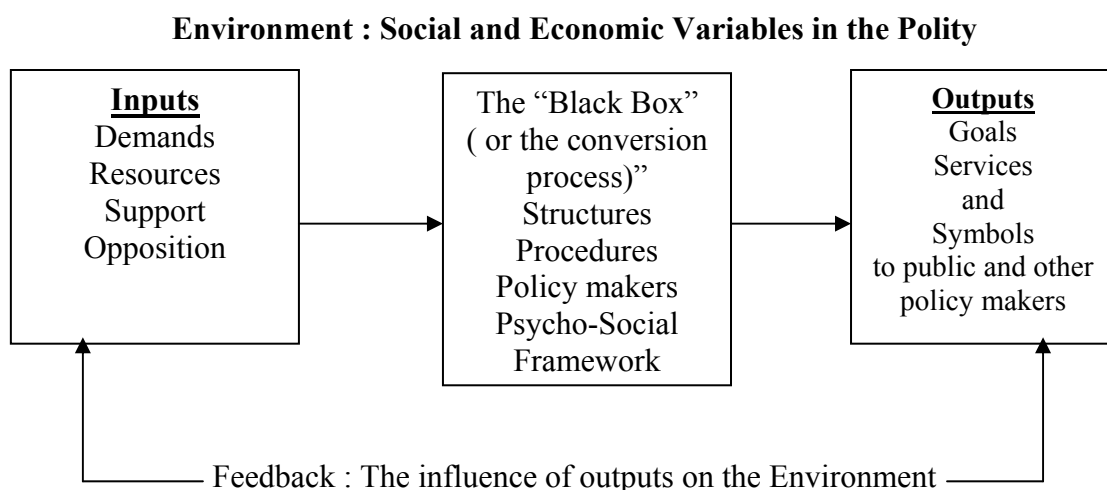 Environment : Social and Economic Variables in the Polity
Inputs
Demands
Resources
Support
Opposition
The “Black Box”
( or the conversion
process)”
Structures
Procedures
Policy makers
Psycho-Social
Framework
Outputs
Goals
Services
and
Symbols
to public and other
policy makers
Feedback : The influence of outputs on the Environment